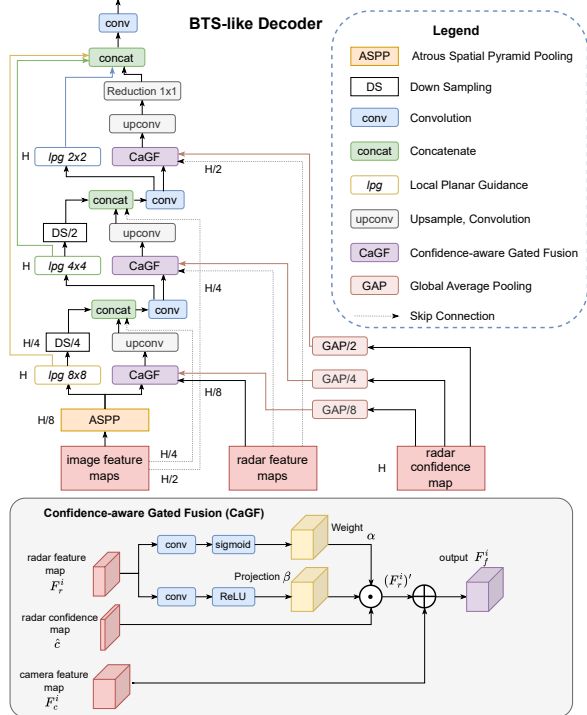 BTS-like Decoder
conv
concat
Reduction 1x1
upconv
H
lpg 2x2
CaGF
H/2
concat
conv
DS/2
upconv
H
lpg 4x4
CaGF
H/4
concat
conv
H/4
DS/4
upconv
H
lpg 8x8
CaGF
H/8
H/8
ASPP
image feature
maps
H/4
H/2
radar feature
maps
GAP/2
GAP/4
GAP/8
H
radar
confidence
map
Legend
ASPP Atrous Spatial Pyramid Pooling
DS Down Sampling
conv Convolution
concat Concatenate
lpg Local Planar Guidance
upconv Upsample, Convolution
CaGF Confidence-aware Gated Fusion
GAP Global Average Pooling
Skip Connection
Confidence-aware Gated Fusion (CaGF)
radar feature
map
F_r^i
conv
sigmoid
Weight
α
conv
ReLU
Projection β
(F_r^i)′
output F_f^i
radar confidence
map
ĉ
camera feature
map
F_c^i